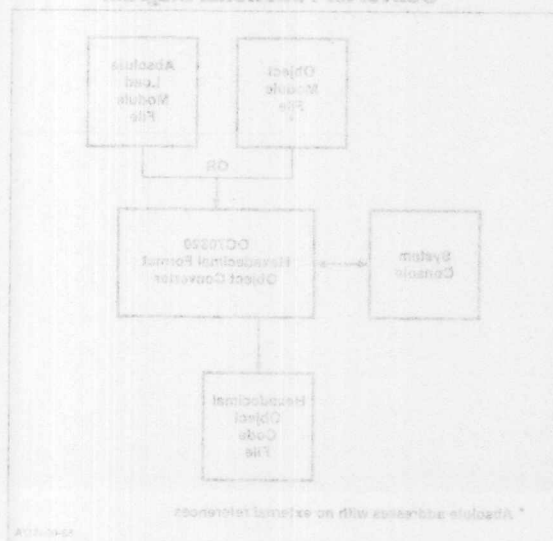 Absolute
Load
Module
File
Object
Module
File
OR
Hexadecimal Format
Object Converter
System
Console
Hexadecimal
Object
Code
File
* Absolute addresses with no external references